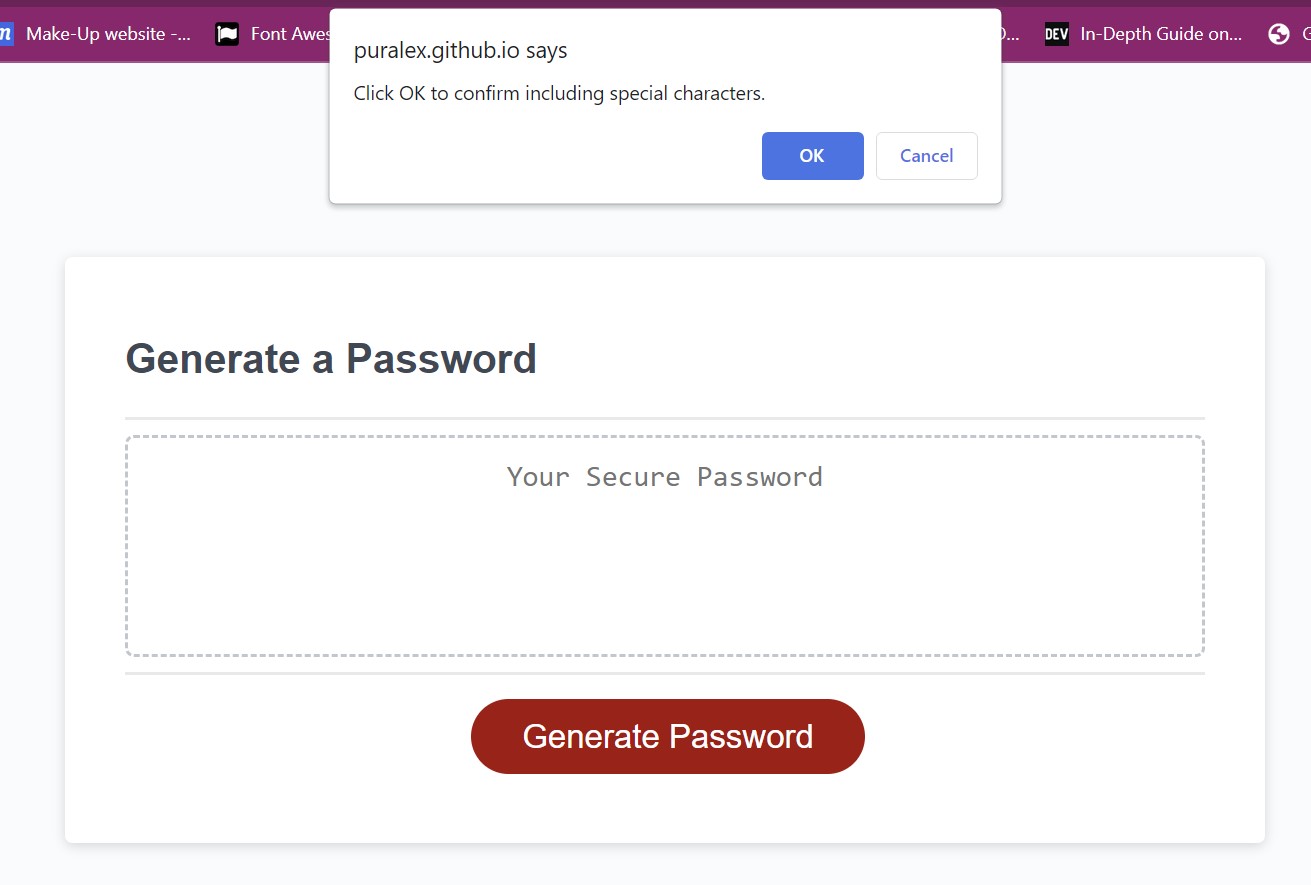 Make-Up website -... Font Awes ... In-Depth Guide on...
puralex.github.io says
Click OK to confirm including special characters.
OK Cancel
Generate a Password
Your Secure Password
Generate Password